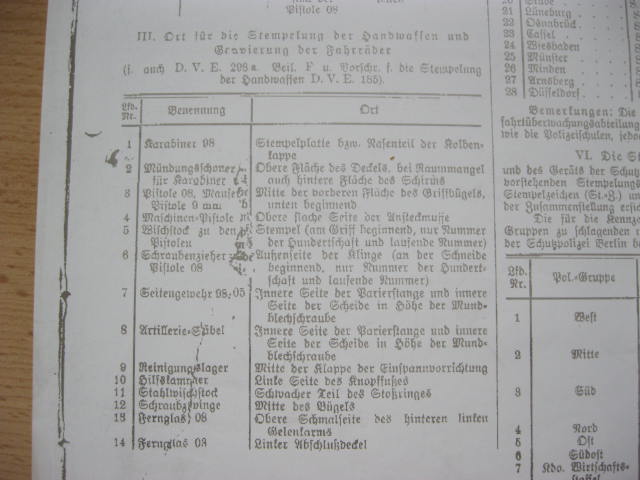 Pistole 08
III. Ort für die Stempelung der Handwaffen und
Gravierung der Fahrräder
(s. auch D. V. E. 298 a. Beil. F u. Vorschr. f. die Stempelung
der Handwaffen D. V. E. 185).
Lfd. Nr. Benennung Ort
1 Karabiner 98 Stempelplatte bzw. Nasenteil der Kolben-
kappe
2 Mündungsschoner Obere Fläche des Deckels, bei Raummangel
für Karabiner auch hintere Fläche des Schirms
3 Pistole 08, Mauser Mitte der vorderen Fläche des Griffbügels,
Pistole 9 mm unten beginnend
4 Maschinen-Pistole Obere flache Seite der Ansteckmuffe
5 Wischstock zu den Stempel (am Griff beginnend, nur Nummer
Pistolen der Hundertschaft und laufende Nummer)
6 Schraubenzieher Außenseite der Klinge (an der Schneide
Pistole 08 beginnend, nur Nummer der Hundert-
schaft und laufende Nummer)
7 Seitengewehr 98/05 Innere Seite der Parierstange und innere
Seite der Scheide in Höhe der Mund-
blechschraube
8 Artillerie-Säbel Innere Seite der Parierstange und innere
Seite der Scheide in Höhe der Mund-
blechschraube
9 Reinigungslager Mitte der Klappe der Einspannvorrichtung
10 Hilfskammer Linke Seite des Knopffußes
11 Stahlwischstock Schwacher Teil des Stoßringes
12 Schraubzwinge Mitte des Bügels
13 Fernglas 08 Obere Schmalseite des hinteren linken
Gelenkarms
14 Fernglas 08 Linker Abschlußdeckel
21 Lüneburg
22 Osnabrück
23 Cassel
24 Wiesbaden
25 Münster
26 Minden
27 Arnsberg
28 Düsseldorf
Bemerkungen: Die
fahrtüberwachungsabteilung
wie die Polizeischulen, jedo
VI. Die St
und des Geräts der Schutz
vorstehenden Stempelung
Stempelzeichen (St.-Z.) un
der Zusammenstellung ersic
Die für die Kennz
Gruppen zu schlagenden
der Schutzpolizei Berlin
Lfd. Nr. Pol.-Gruppe
1 West
2 Mitte
3 Süd
4 Nord
5 Ost
6 Südost
7 Kdo. Wirtschafts-